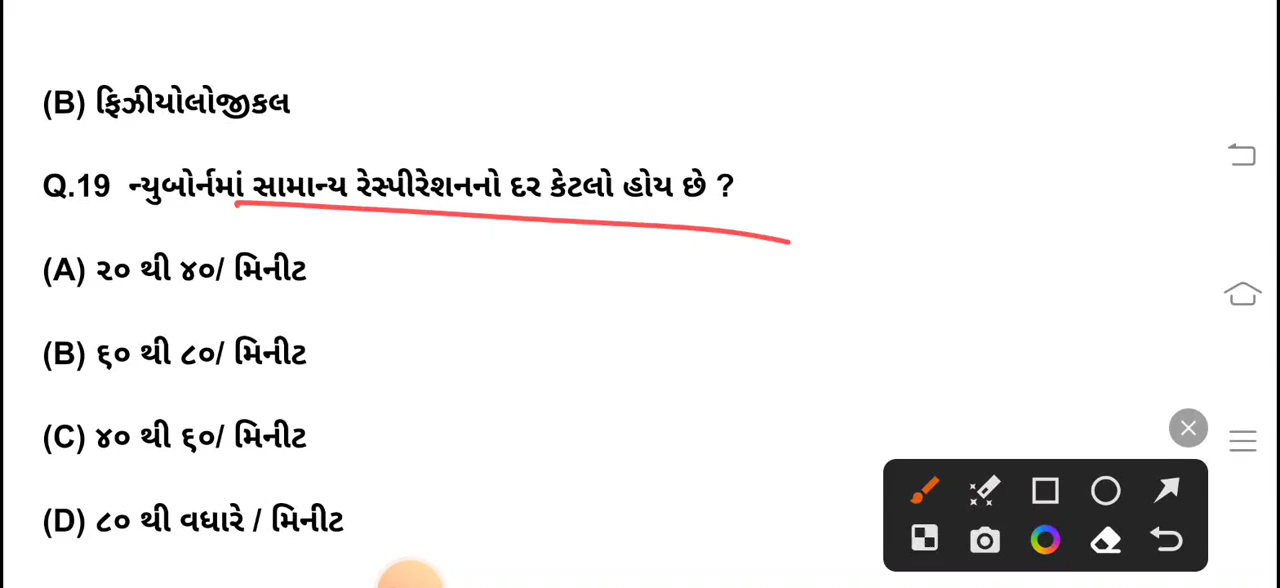 (B) ફિઝીયોલોજીકલ
Q.19 ન્યુબોર્નમાં સામાન્ય રેસ્પીરેશનનો દર કેટલો હોય છે ?
(A) ૨૦ થી ૪૦/ મિનીટ
(B) ૬૦ થી ૮૦/ મિનીટ
(C) ૪૦ થી ૬૦/ મિનીટ
(D) ૮૦ થી વધારે / મિનીટ